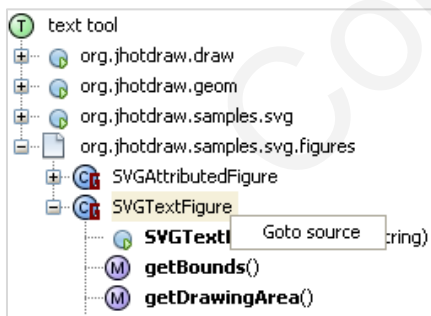 text tool
org.jhotdraw.draw
org.jhotdraw.geom
org.jhotdraw.samples.svg
org.jhotdraw.samples.svg.figures
SVGAttributedFigure
SVGTextFigure
Goto source
getBounds()
getDrawingArea()